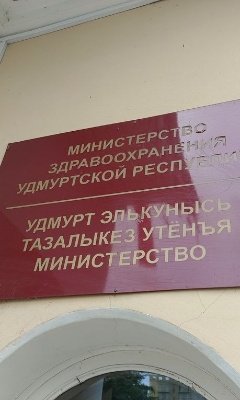 МИНИСТЕРСТВО
ЗДРАВООХРАНЕНИЯ
УДМУРТСКОЙ
УДМУРТ ЭЛЬКУНЫСЬ
ТАЗАЛЫКЕЗ УТЁНЪЯ
МИНИСТЕРСТВО